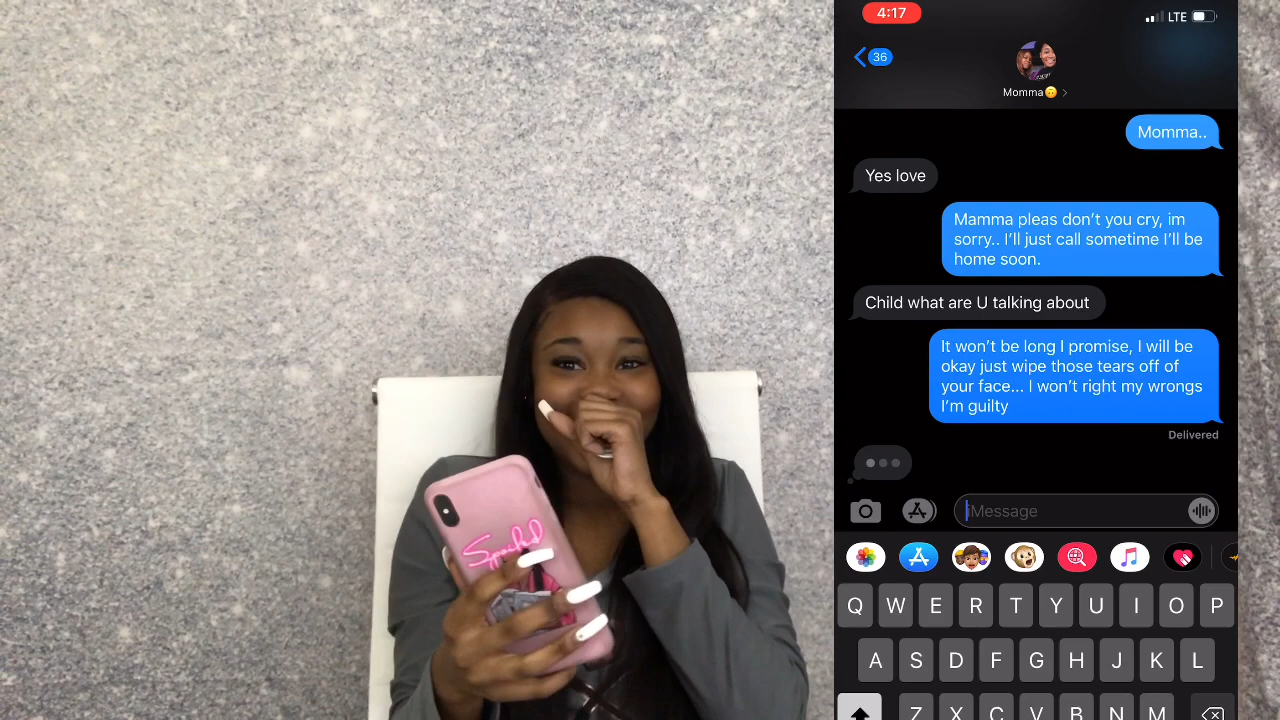 4:17
LTE
36
Momma🙃 >
Momma..
Yes love
Mamma pleas don't you cry, im
sorry.. I'll just call sometime I'll be
home soon.
Child what are U talking about
It won't be long I promise, I will be
okay just wipe those tears off of
your face... I won't right my wrongs
I'm guilty
Delivered
iMessage
Q W E R T Y U I O P
A S D F G H J K L
Z X C V B N M
Spoiled